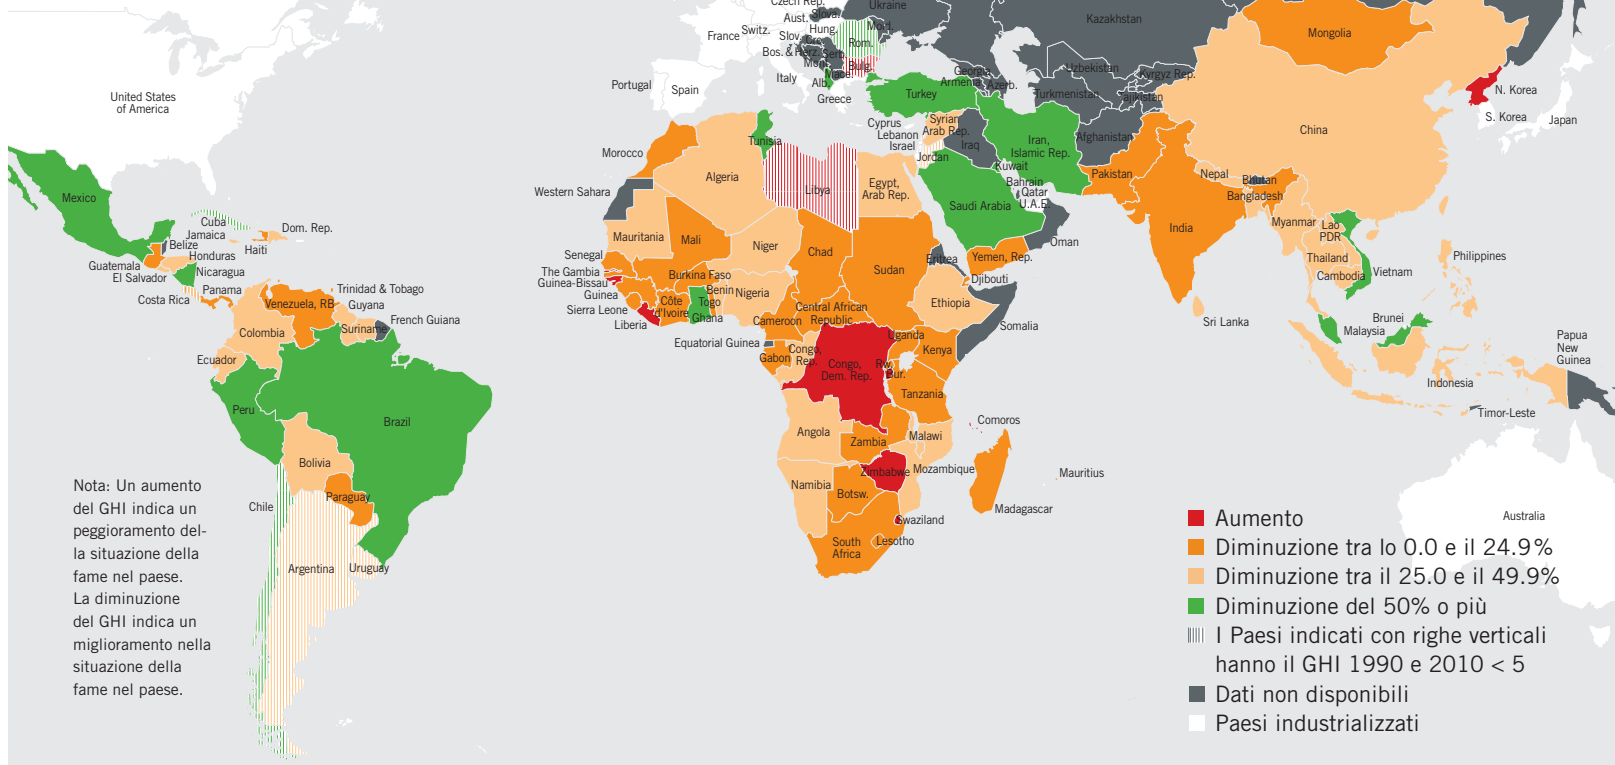 Czech Rep.
Ukraine
Slova.
Aust.
Kazakhstan
Hung.
Mold.
France
Switz.
Slov.
Cro.
Rom.
Mongolia
Bos. & Herz.
Serb.
Mont.
Bulg.
Mace.
Italy
Alb.
Georgia
Uzbekistan
Kyrgyz Rep.
Armenia
Azerb.
Portugal
Spain
Greece
Turkey
Turkmenistan
Tajikistan
N. Korea
United States
of America
S. Korea
Japan
Cyprus
Lebanon
Israel
Syrian
Arab Rep.
Tunisia
Iraq
Iran,
Islamic Rep.
Afghanistan
China
Morocco
Jordan
Kuwait
Algeria
Libya
Egypt,
Arab Rep.
Pakistan
Nepal
Bhutan
Western Sahara
Bahrain
Qatar
U.A.E.
Bangladesh
Mexico
Saudi Arabia
Cuba
Jamaica
Dom. Rep.
Belize
Haiti
Honduras
Guatemala
El Salvador
Nicaragua
Costa Rica
Panama
Mauritania
Mali
Niger
Chad
Sudan
Oman
India
Myanmar
Lao
PDR
Senegal
The Gambia
Guinea-Bissau
Guinea
Burkina Faso
Eritrea
Yemen, Rep.
Djibouti
Thailand
Cambodia
Vietnam
Philippines
Benin
Togo
Nigeria
Côte
d'Ivoire
Ghana
Sierra Leone
Liberia
Trinidad & Tobago
Guyana
Venezuela, RB
French Guiana
Suriname
Colombia
Cameroon
Central African
Republic
Ethiopia
Somalia
Sri Lanka
Brunei
Malaysia
Equatorial Guinea
Uganda
Kenya
Gabon
Congo,
Rep.
Congo,
Dem. Rep.
Rw.
Bur.
Tanzania
Papua
New
Guinea
Ecuador
Indonesia
Timor-Leste
Peru
Brazil
Comoros
Angola
Zambia
Malawi
Bolivia
Zimbabwe
Mozambique
Mauritius
Namibia
Botsw.
Madagascar
Paraguay
Chile
Swaziland
South
Africa
Lesotho
Australia
Argentina
Uruguay
Nota: Un aumento
del GHI indica un
peggioramento del-
la situazione della
fame nel paese.
La diminuzione
del GHI indica un
miglioramento nella
situazione della
fame nel paese.
Aumento
Diminuzione tra lo 0.0 e il 24.9%
Diminuzione tra il 25.0 e il 49.9%
Diminuzione del 50% o più
I Paesi indicati con righe verticali
hanno il GHI 1990 e 2010 < 5
Dati non disponibili
Paesi industrializzati